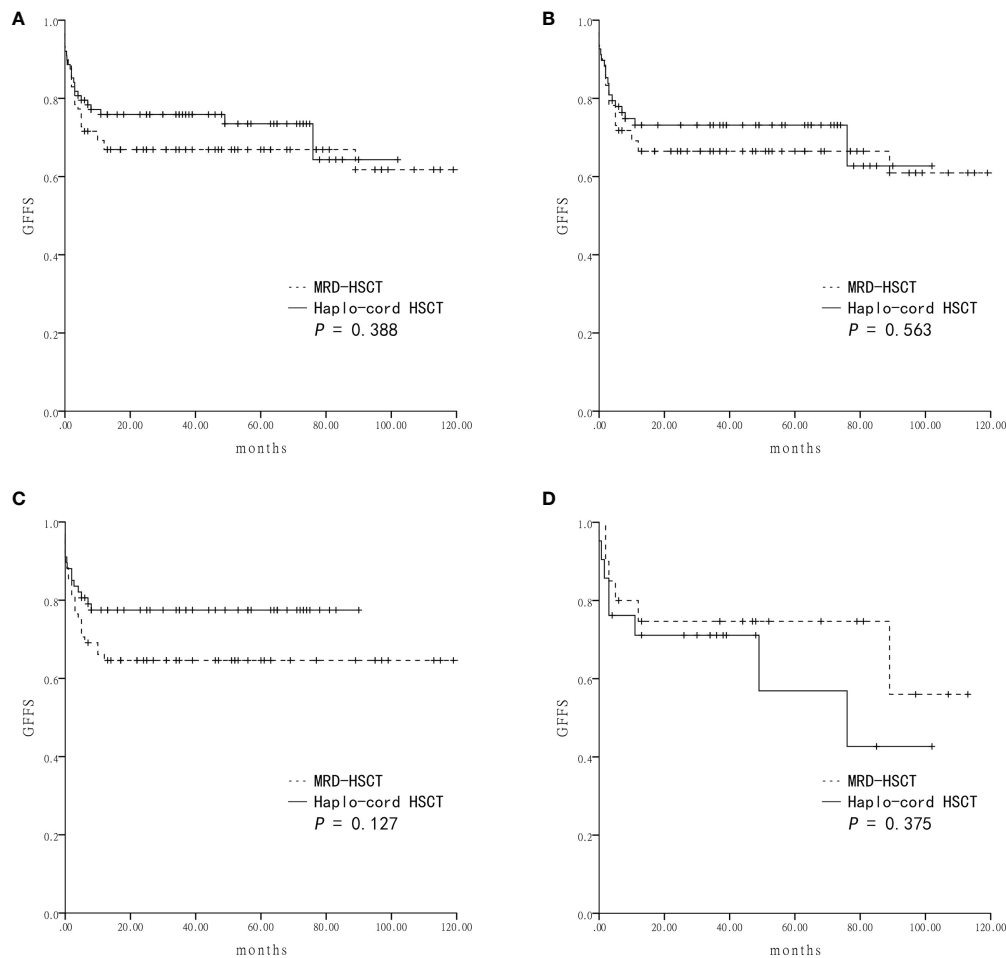 A
1.0
0.8
0.6
0.4
0.2
0.0
GFFS
MRD-HSCT
Haplo-cord HSCT
P = 0.388
.00 20.00 40.00 60.00 80.00 100.00 120.00
months
B
1.0
0.8
0.6
0.4
0.2
0.0
GFFS
MRD-HSCT
Haplo-cord HSCT
P = 0.563
.00 20.00 40.00 60.00 80.00 100.00 120.00
months
C
1.0
0.8
0.6
0.4
0.2
0.0
GFFS
MRD-HSCT
Haplo-cord HSCT
P = 0.127
.00 20.00 40.00 60.00 80.00 100.00 120.00
months
D
1.0
0.8
0.6
0.4
0.2
0.0
GFFS
MRD-HSCT
Haplo-cord HSCT
P = 0.375
.00 20.00 40.00 60.00 80.00 100.00 120.00
months